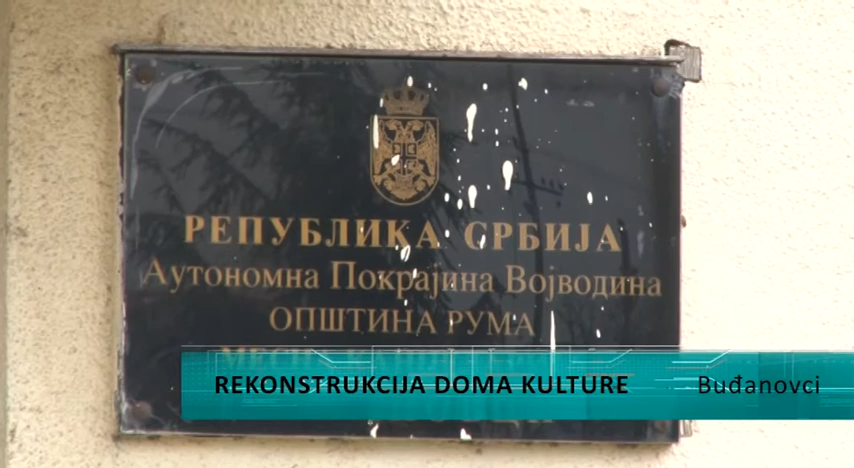 РЕПУБЛИКА СРБИЈА
Аутономна Покрајина Војводина
ОПШТИНА РУМА
REKONSTRUKCIJA DOMA KULTURE Buđanovci